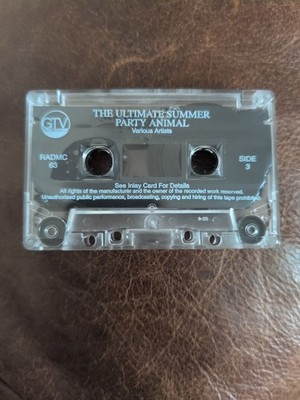 GTV
THE ULTIMATE SUMMER
PARTY ANIMAL
Various Artists
RADMC
63
SIDE
3
See Inlay Card For Details
All rights of the manufacturer and the owner of the recorded work reserved.
Unauthorised public performance, broadcasting, copying and hiring of this tape prohibited.